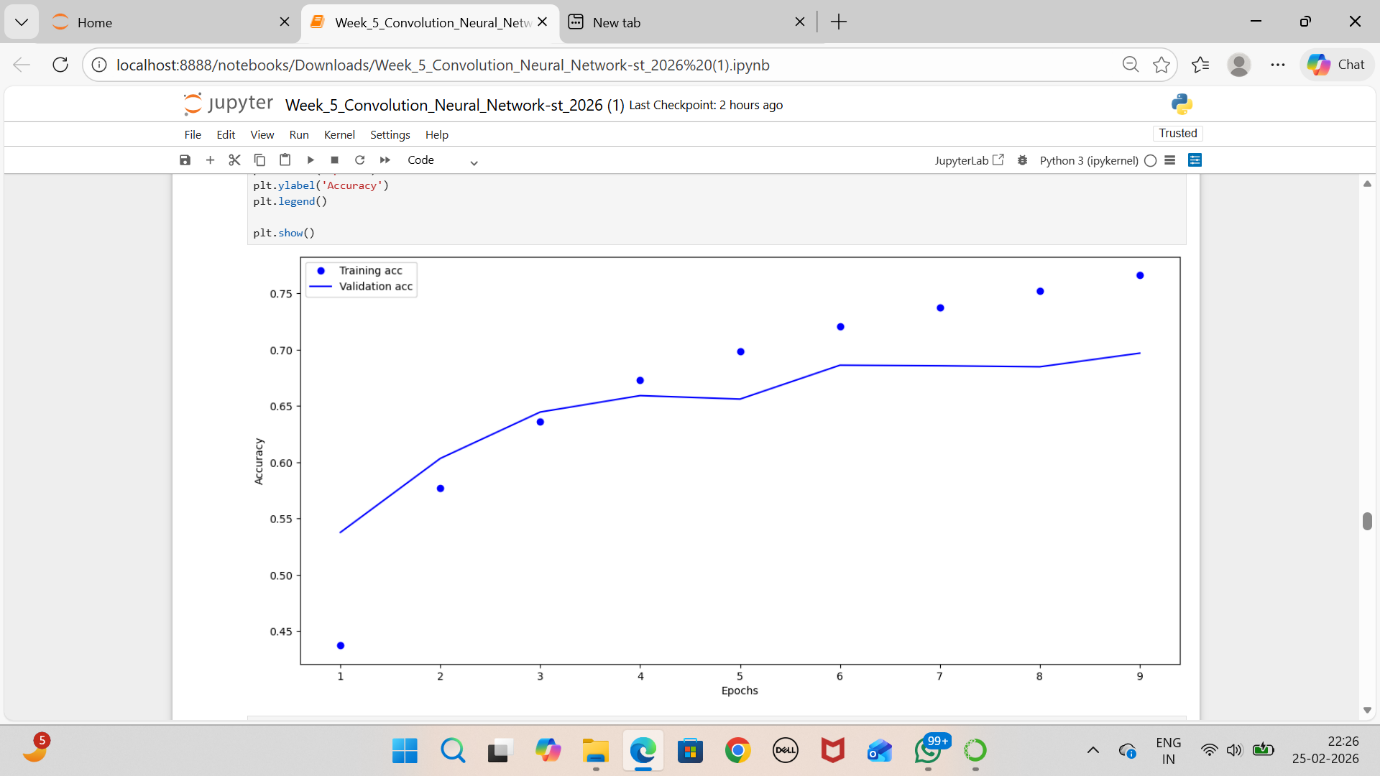 Home
Week_5_Convolution_Neural_Netw
New tab
localhost:8888/notebooks/Downloads/Week_5_Convolution_Neural_Network-st_2026%20(1).ipynb
Chat
jupyter Week_5_Convolution_Neural_Network-st_2026 (1) Last Checkpoint: 2 hours ago
File Edit View Run Kernel Settings Help
Trusted
Code
JupyterLab
Python 3 (ipykernel)
plt.ylabel('Accuracy')
plt.legend()
plt.show()
Training acc
Validation acc
0.75
0.70
0.65
0.60
0.55
0.50
0.45
Accuracy
1 2 3 4 5 6 7 8 9
Epochs
5
DELL
99+
ENG
IN
22:26
25-02-2026